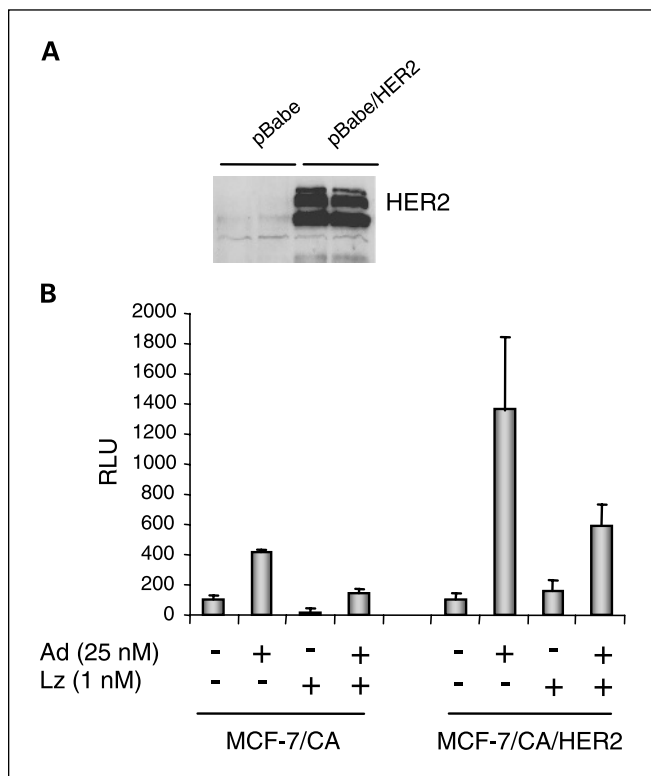 A
pBabe
pBabe/HER2
HER2
B
2000
1800
1600
1400
1200
1000
800
600
400
200
0
RLU
Ad (25 nM) - + - + - + - +
Lz (1 nM) - - + + - - + +
MCF-7/CA MCF-7/CA/HER2